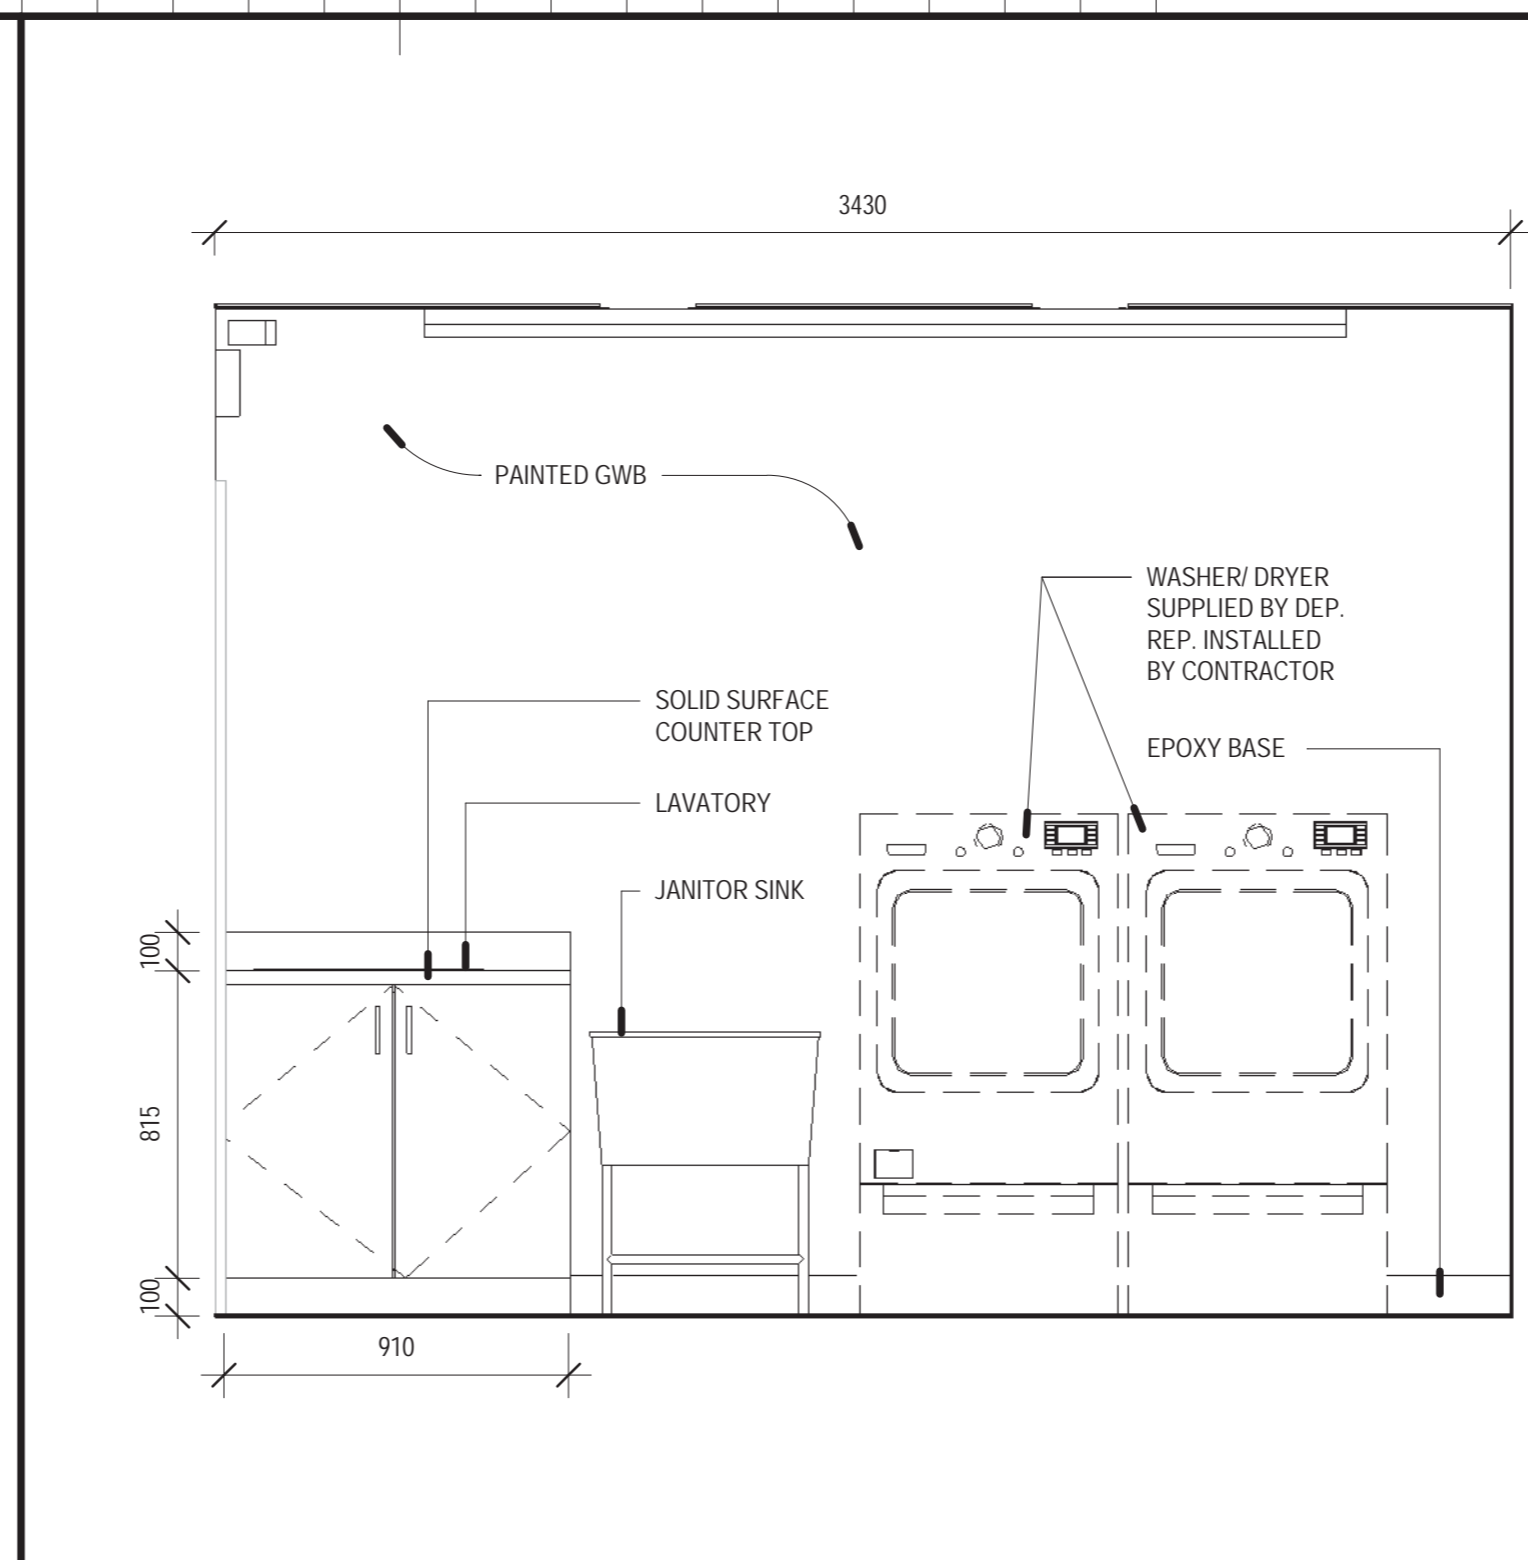 3430
PAINTED GWB
WASHER/ DRYER
SUPPLIED BY DEP.
REP. INSTALLED
BY CONTRACTOR
SOLID SURFACE
COUNTER TOP
EPOXY BASE
LAVATORY
JANITOR SINK
100
815
100
910